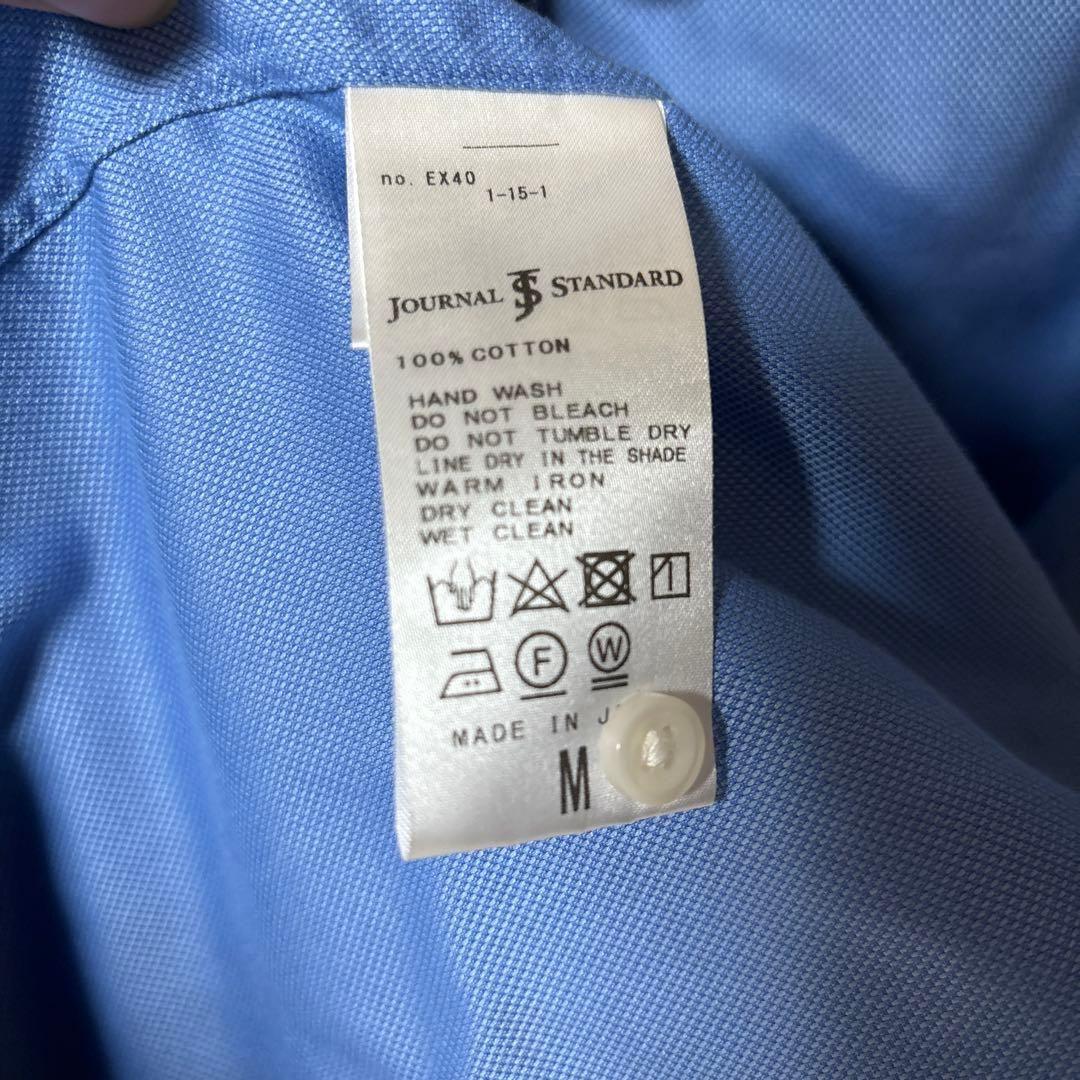 no. EX40
1-15-1
JOURNAL JS STANDARD
100% COTTON
HAND WASH
DO NOT BLEACH
DO NOT TUMBLE DRY
LINE DRY IN THE SHADE
WARM IRON
DRY CLEAN
WET CLEAN
F W
MADE IN
M